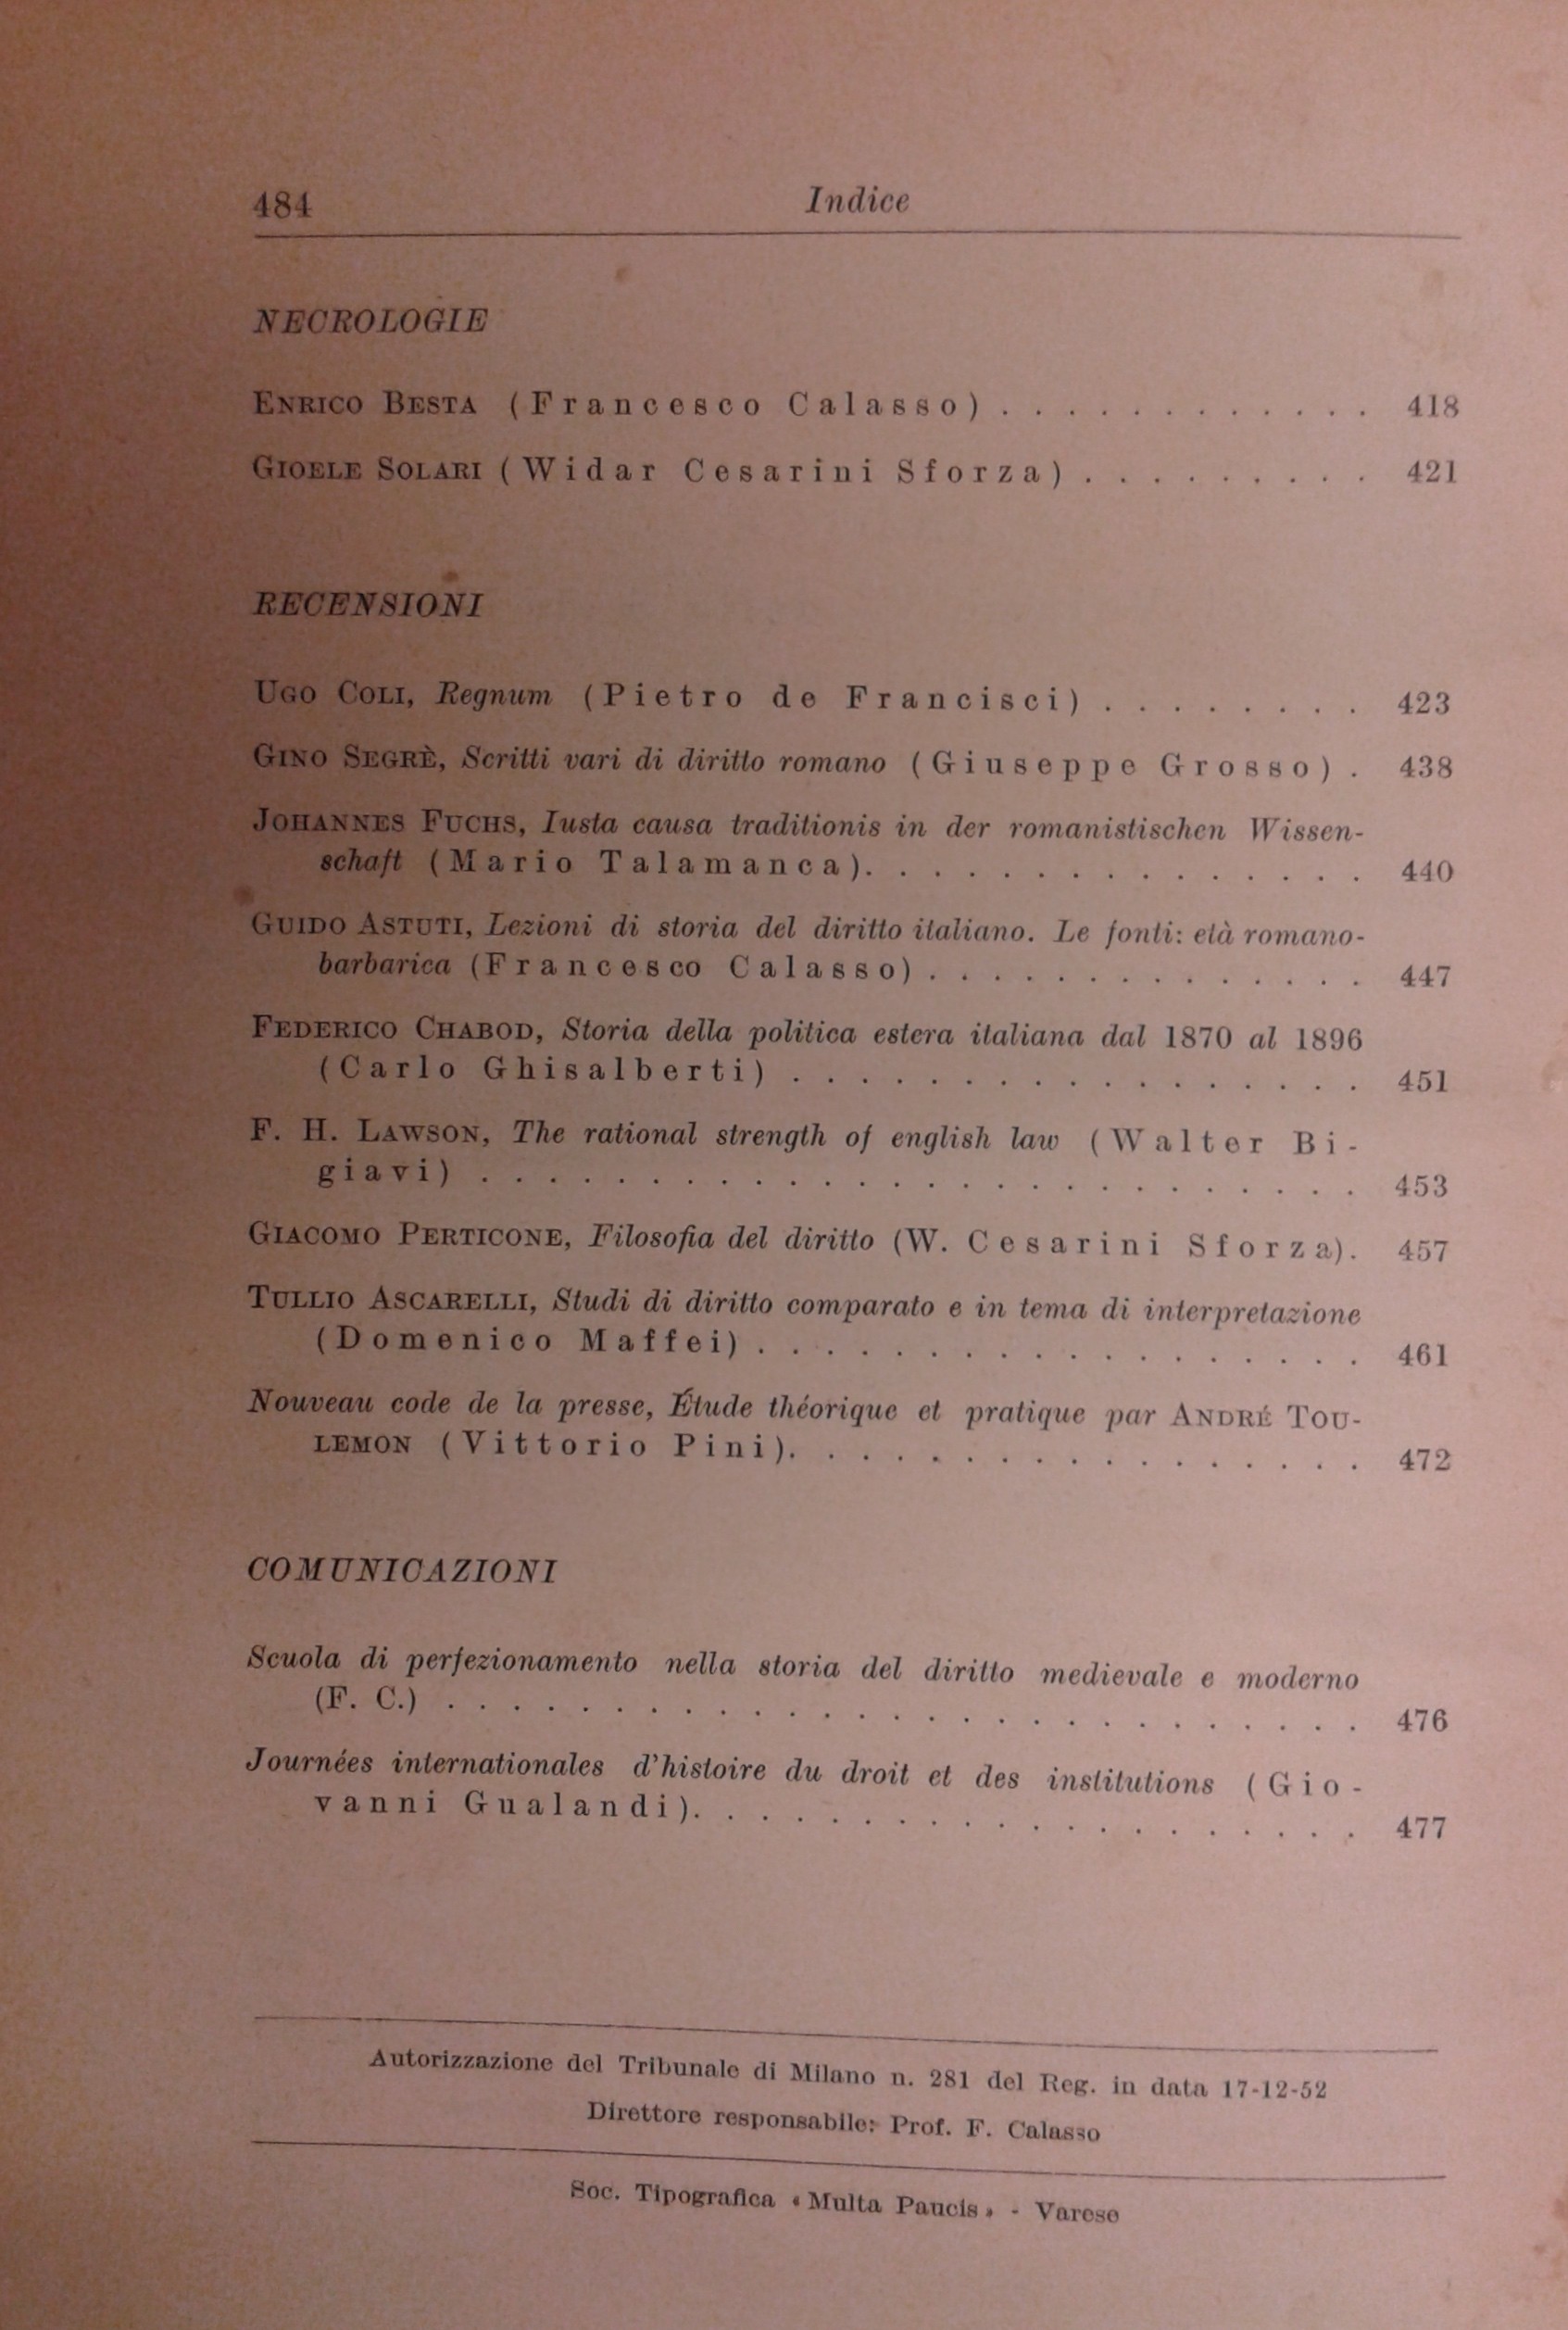 484 Indice
NECROLOGIE
ENRICO BESTA (Francesco Calasso) . . . . . . . . . . . 418
GIOELE SOLARI (Widar Cesarini Sforza) . . . . . . . . . 421
RECENSIONI
UGO COLI, Regnum (Pietro de Francisci) . . . . . . . . 423
GINO SEGRÈ, Scritti vari di diritto romano (Giuseppe Grosso) . 438
JOHANNES FUCHS, Iusta causa traditionis in der romanistischen Wissen-
schaft (Mario Talamanca). . . . . . . . . . . . . . . 440
GUIDO ASTUTI, Lezioni di storia del diritto italiano. Le fonti: età romano-
barbarica (Francesco Calasso) . . . . . . . . . . . . . 447
FEDERICO CHABOD, Storia della politica estera italiana dal 1870 al 1896
(Carlo Ghisalberti) . . . . . . . . . . . . . . . . . 451
F. H. LAWSON, The rational strength of english law (Walter Bi-
giavi) . . . . . . . . . . . . . . . . . . . . . . . . . . 453
GIACOMO PERTICONE, Filosofia del diritto (W. Cesarini Sforza). 457
TULLIO ASCARELLI, Studi di diritto comparato e in tema di interpretazione
(Domenico Maffei) . . . . . . . . . . . . . . . . . . 461
Nouveau code de la presse, Étude théorique et pratique par ANDRÉ TOU-
LEMON (Vittorio Pini). . . . . . . . . . . . . . . . . 472
COMUNICAZIONI
Scuola di perfezionamento nella storia del diritto medievale e moderno
(F. C.) . . . . . . . . . . . . . . . . . . . . . . . . . . . 476
Journées internationales d'histoire du droit et des institutions (Gio-
vanni Gualandi). . . . . . . . . . . . . . . . . . . . 477
Autorizzazione del Tribunale di Milano n. 281 del Reg. in data 17-12-52
Direttore responsabile: Prof. F. Calasso
Soc. Tipografica « Multa Paucis » - Varese